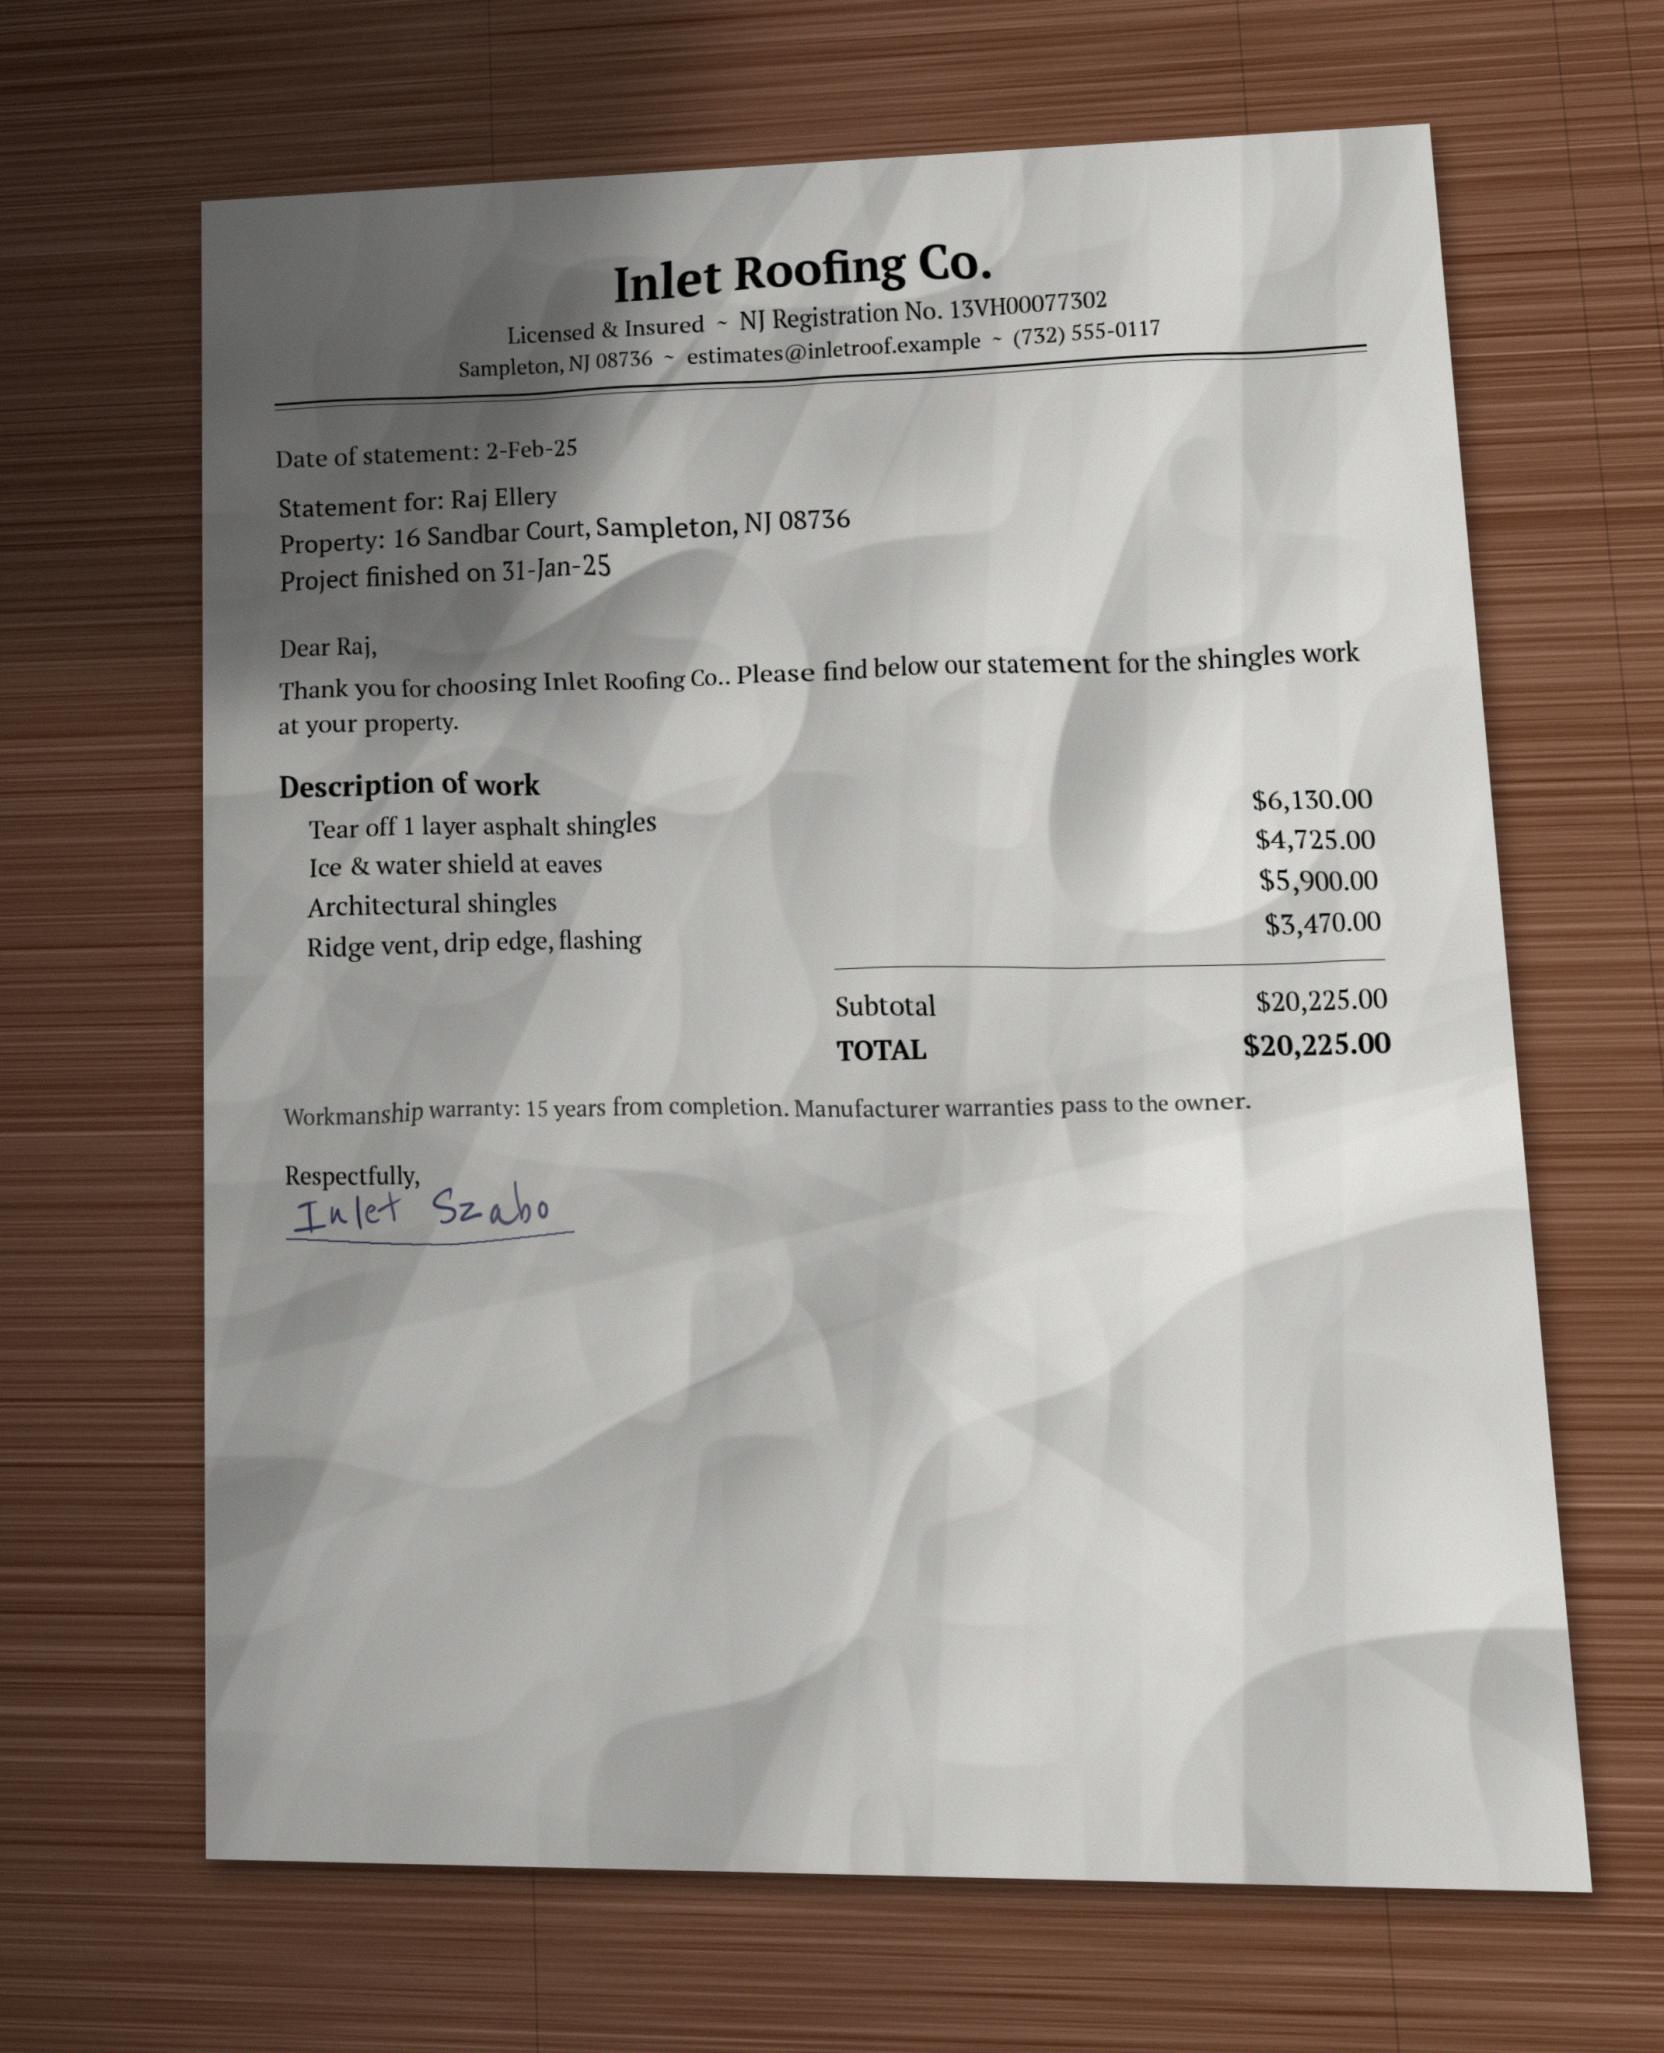 Inlet Roofing Co.
Licensed & Insured ~ NJ Registration No. 13VH00077302
Sampleton, NJ 08736 ~ estimates@inletroof.example ~ (732) 555-0117
Date of statement: 2-Feb-25
Statement for: Raj Ellery
Property: 16 Sandbar Court, Sampleton, NJ 08736
Project finished on 31-Jan-25
Dear Raj,
Thank you for choosing Inlet Roofing Co.. Please find below our statement for the shingles work
at your property.
Description of work
Tear off 1 layer asphalt shingles $6,130.00
Ice & water shield at eaves $4,725.00
Architectural shingles $5,900.00
Ridge vent, drip edge, flashing $3,470.00
Subtotal $20,225.00
TOTAL $20,225.00
Workmanship warranty: 15 years from completion. Manufacturer warranties pass to the owner.
Respectfully,
Inlet Szabo